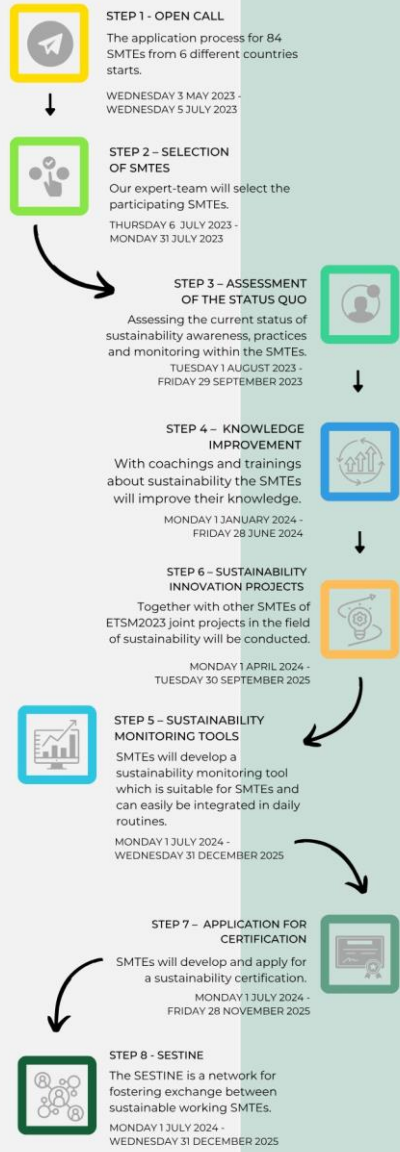 STEP 1 - OPEN CALL
The application process for 84
SMTEs from 6 different countries
starts.
WEDNESDAY 3 MAY 2023 -
WEDNESDAY 5 JULY 2023
STEP 2 – SELECTION
OF SMTES
Our expert-team will select the
participating SMTEs.
THURSDAY 6 JULY 2023 -
MONDAY 31 JULY 2023
STEP 3 – ASSESSMENT
OF THE STATUS QUO
Assessing the current status of
sustainability awareness, practices
and monitoring within the SMTEs.
TUESDAY 1 AUGUST 2023 -
FRIDAY 29 SEPTEMBER 2023
STEP 4 – KNOWLEDGE
IMPROVEMENT
With coachings and trainings
about sustainability the SMTEs
will improve their knowledge.
MONDAY 1 JANUARY 2024 -
FRIDAY 28 JUNE 2024
STEP 6 – SUSTAINABILITY
INNOVATION PROJECTS
Together with other SMTEs of
ETSM2023 joint projects in the field
of sustainability will be conducted.
MONDAY 1 APRIL 2024 -
TUESDAY 30 SEPTEMBER 2025
STEP 5 – SUSTAINABILITY
MONITORING TOOLS
SMTEs will develop a
sustainability monitoring tool
which is suitable for SMTEs and
can easily be integrated in daily
routines.
MONDAY 1 JULY 2024 -
WEDNESDAY 31 DECEMBER 2025
STEP 7 – APPLICATION FOR
CERTIFICATION
SMTEs will develop and apply for
a sustainability certification.
MONDAY 1 JULY 2024 -
FRIDAY 28 NOVEMBER 2025
STEP 8 - SESTINE
The SESTINE is a network for
fostering exchange between
sustainable working SMTEs.
MONDAY 1 JULY 2024 -
WEDNESDAY 31 DECEMBER 2025